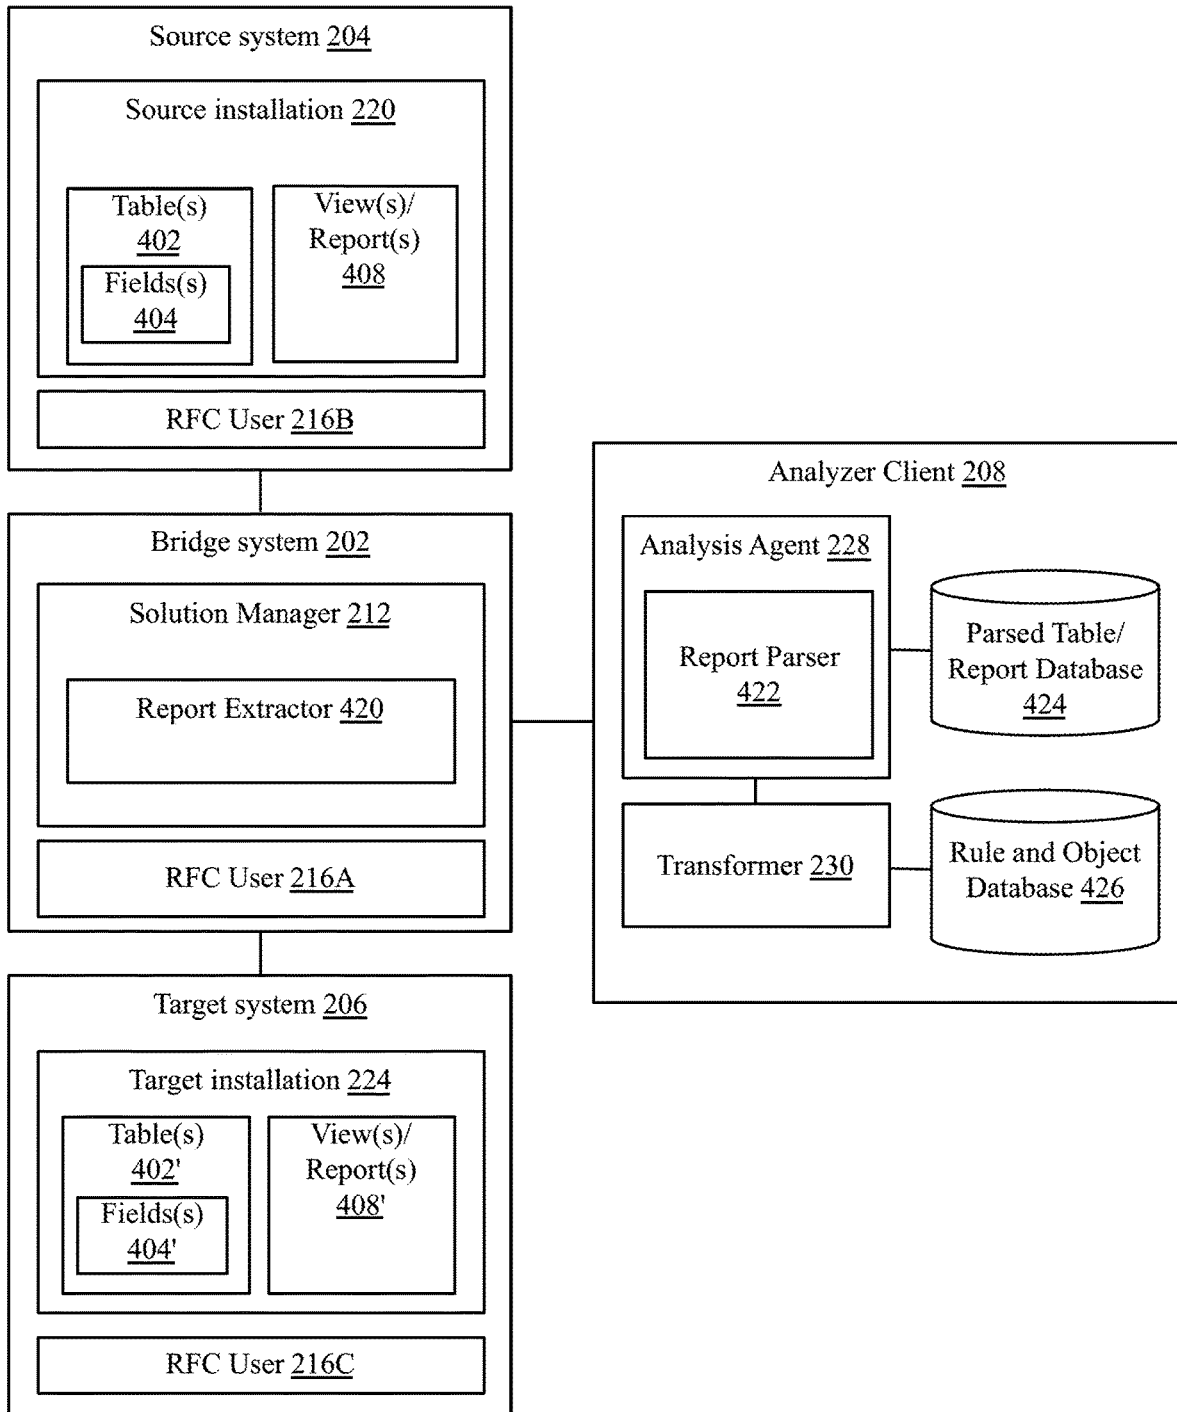 Source system 204
Source installation 220
Table(s)
402
Fields(s)
404
View(s)/
Report(s)
408
RFC User 216B
Bridge system 202
Solution Manager 212
Report Extractor 420
RFC User 216A
Analyzer Client 208
Analysis Agent 228
Report Parser
422
Parsed Table/
Report Database
424
Transformer 230
Rule and Object
Database 426
Target system 206
Target installation 224
Table(s)
402'
Fields(s)
404'
View(s)/
Report(s)
408'
RFC User 216C